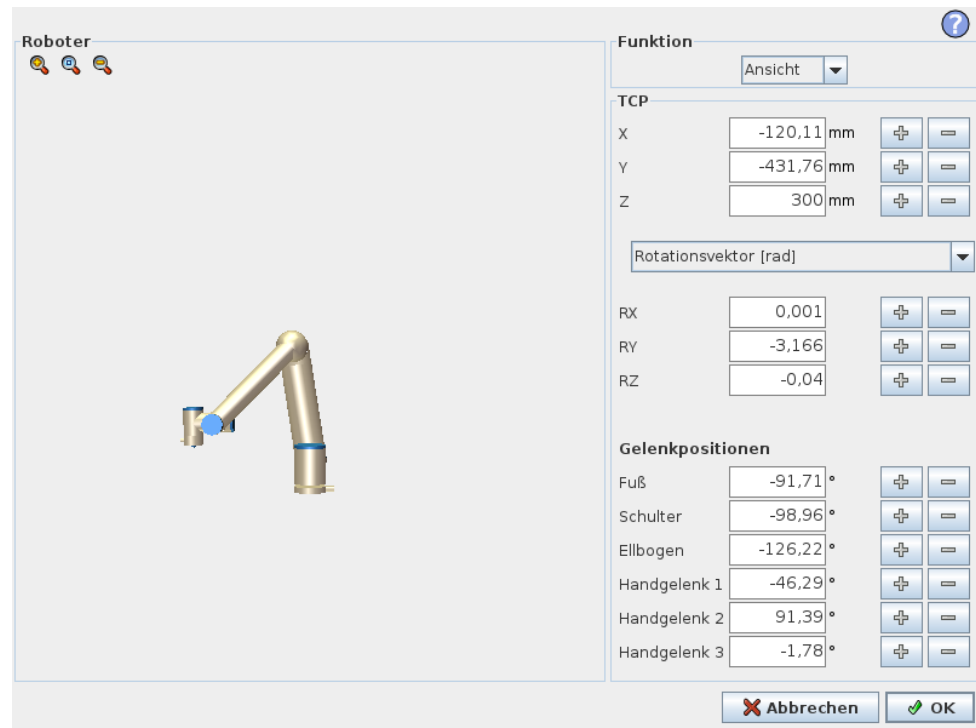 Roboter
Funktion
Ansicht
TCP
X -120,11 mm
Y -431,76 mm
Z 300 mm
Rotationsvektor [rad]
RX 0,001
RY -3,166
RZ -0,04
Gelenkpositionen
Fuß -91,71 °
Schulter -98,96 °
Ellbogen -126,22 °
Handgelenk 1 -46,29 °
Handgelenk 2 91,39 °
Handgelenk 3 -1,78 °
Abbrechen OK